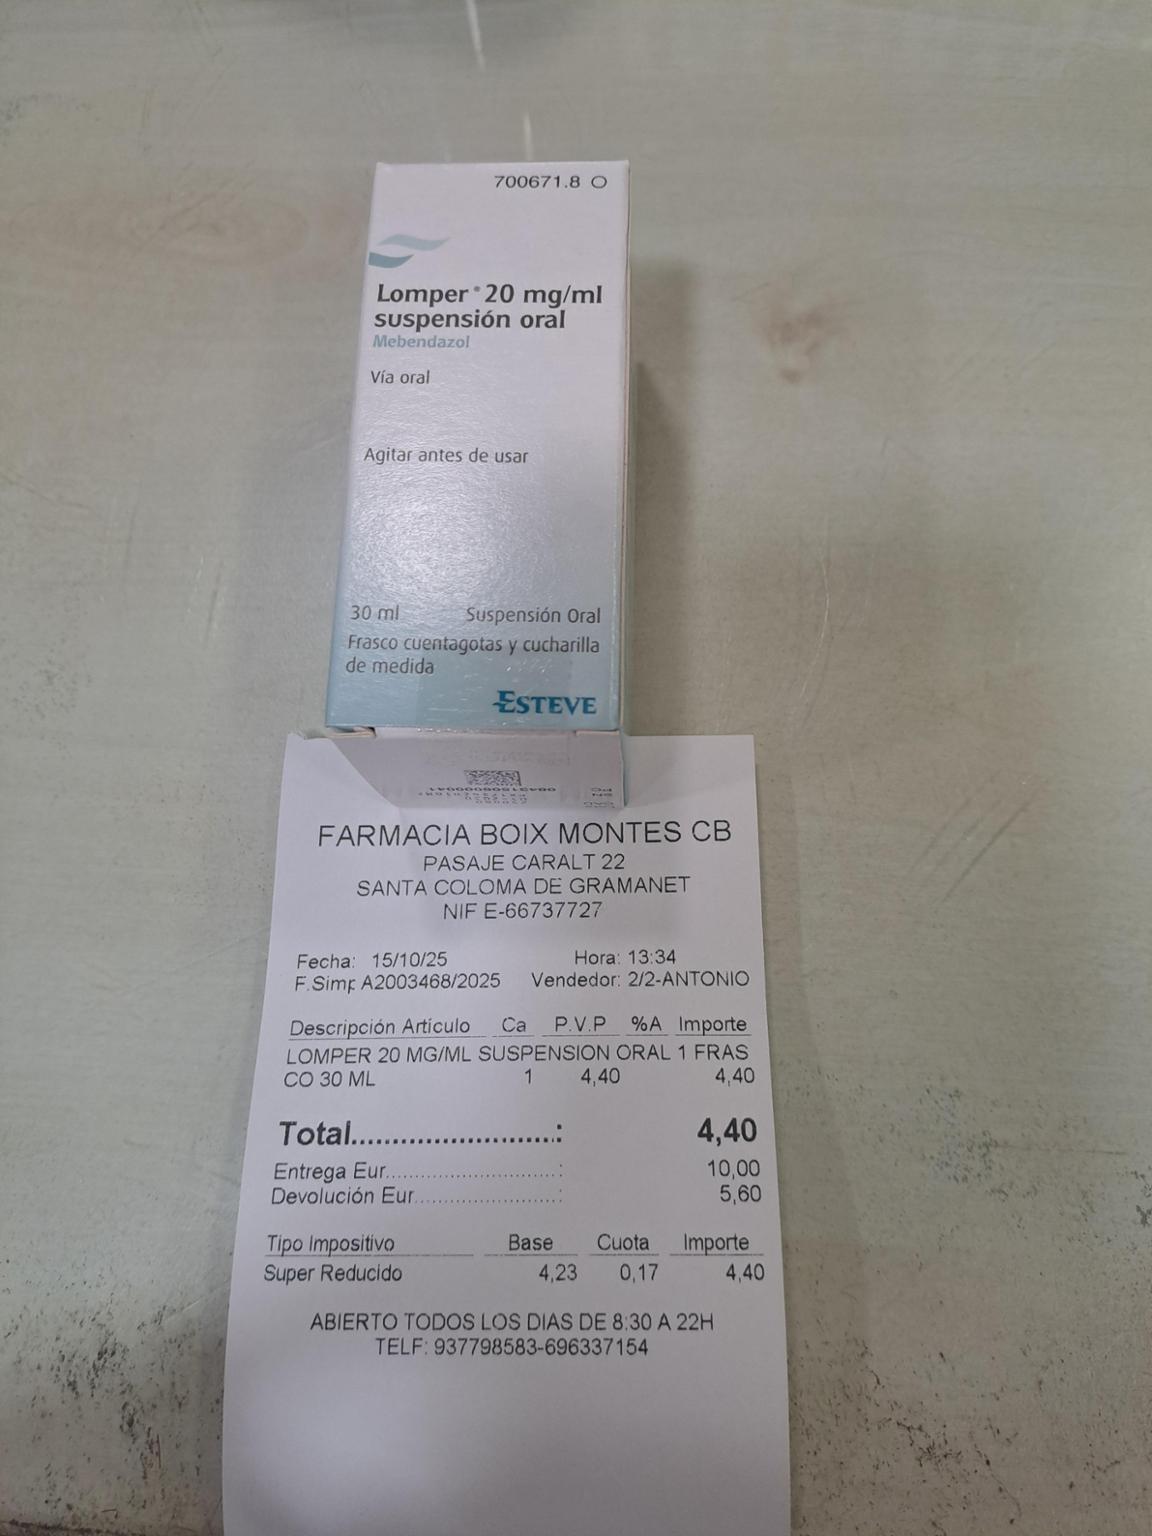 700671.8 O
Lomper® 20 mg/ml
suspensión oral
Mebendazol
Vía oral
Agitar antes de usar
30 ml Suspensión Oral
Frasco cuentagotas y cucharilla
de medida
ESTEVE
FARMACIA BOIX MONTES CB
PASAJE CARALT 22
SANTA COLOMA DE GRAMANET
NIF E-66737727
Fecha: 15/10/25 Hora: 13:34
F.Simp A2003468/2025 Vendedor: 2/2-ANTONIO
Descripción Artículo Ca P.V.P %A Importe
LOMPER 20 MG/ML SUSPENSION ORAL 1 FRAS
CO 30 ML 1 4,40 4,40
Total.........................: 4,40
Entrega Eur............................: 10,00
Devolución Eur.......................: 5,60
Tipo Impositivo Base Cuota Importe
Super Reducido 4,23 0,17 4,40
ABIERTO TODOS LOS DIAS DE 8:30 A 22H
TELF: 937798583-696337154